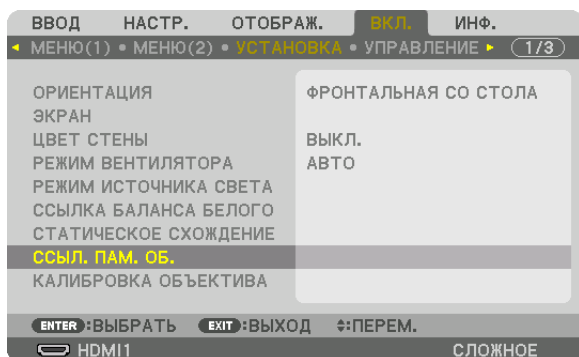 ВВОД НАСТР. ОТОБРАЖ. ВКЛ. ИНФ.
МЕНЮ(1) • МЕНЮ(2) • УСТАНОВКА • УПРАВЛЕНИЕ 1/3
ОРИЕНТАЦИЯ ФРОНТАЛЬНАЯ СО СТОЛА
ЭКРАН
ЦВЕТ СТЕНЫ ВЫКЛ.
РЕЖИМ ВЕНТИЛЯТОРА АВТО
РЕЖИМ ИСТОЧНИКА СВЕТА
ССЫЛКА БАЛАНСА БЕЛОГО
СТАТИЧЕСКОЕ СХОЖДЕНИЕ
ССЫЛ. ПАМ. ОБ.
КАЛИБРОВКА ОБЪЕКТИВА
ENTER :ВЫБРАТЬ EXIT :ВЫХОД :ПЕРЕМ.
HDMI1 СЛОЖНОЕ